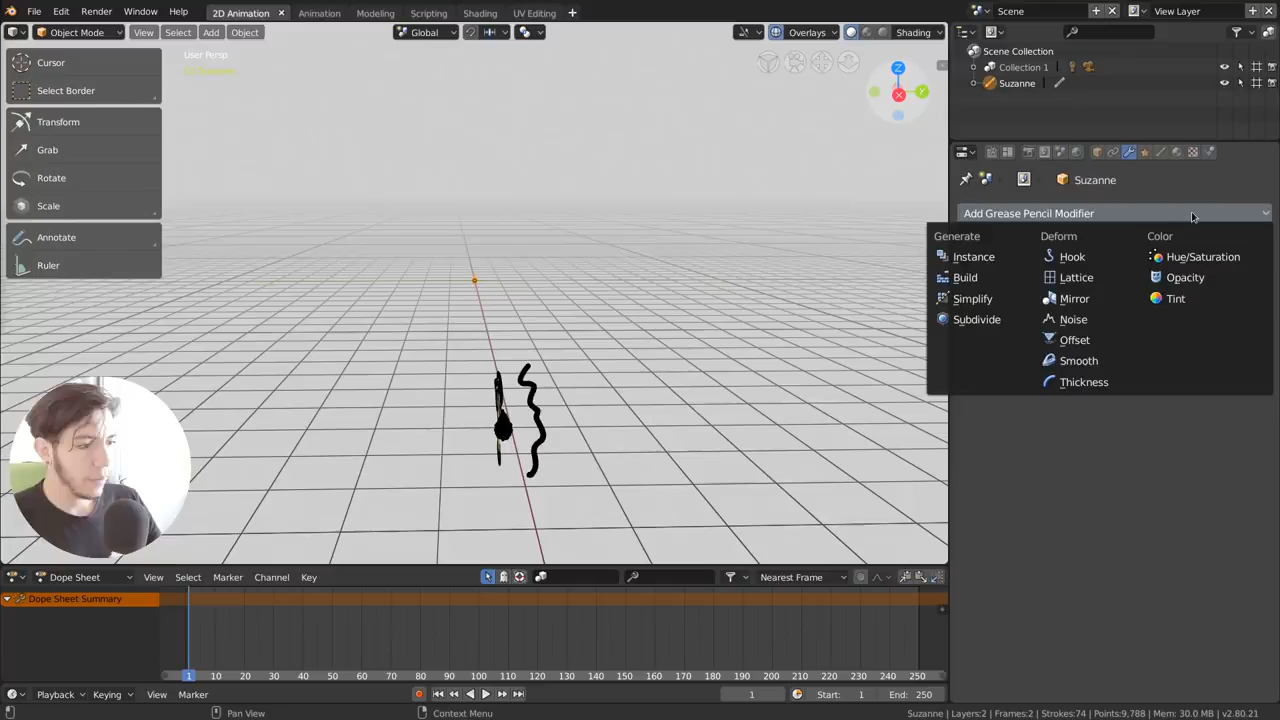 File Edit Render Window Help 2D Animation Animation Modeling Scripting Shading UV Editing Scene View Layer
Object Mode View Select Add Object Global Overlays Shading
User Persp
Cursor
Select Border
Transform
Grab
Rotate
Scale
Annotate
Ruler
Z
Y
X
Scene Collection
Collection 1
Suzanne
Suzanne
Add Grease Pencil Modifier
Generate Deform Color
Instance Hook Hue/Saturation
Build Lattice Opacity
Simplify Mirror Tint
Subdivide Noise
Offset
Smooth
Thickness
Dope Sheet View Select Marker Channel Key Nearest Frame
Dope Sheet Summary
1 10 20 30 40 50 60 70 80 90 100 110 120 130 140 150 160 170 180 190 200 210 220 230 240 250
Playback Keying View Marker 1 Start: 1 End: 250
Pan View Context Menu Suzanne | Layers:2 | Frames:2 | Strokes:74 | Points:9,788 | Mem: 30.0 MB | v2.80.21